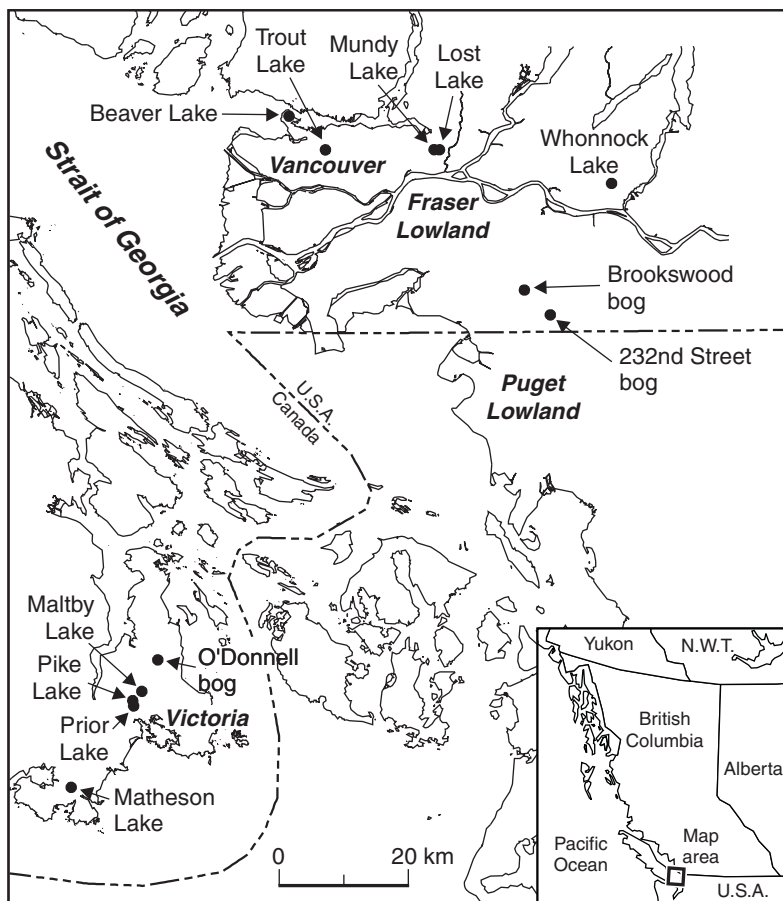 Trout
Lake
Mundy
Lake
Lost
Lake
Beaver Lake
Vancouver
Whonnock
Lake
Strait of Georgia
Fraser
Lowland
Brookswood
bog
232nd Street
bog
U.S.A.
Canada
Puget
Lowland
Maltby
Lake
Pike
Lake
Prior
Lake
O'Donnell
bog
Victoria
Matheson
Lake
0 20 km
Yukon
N.W.T.
British
Columbia
Alberta
Pacific
Ocean
Map
area
U.S.A.